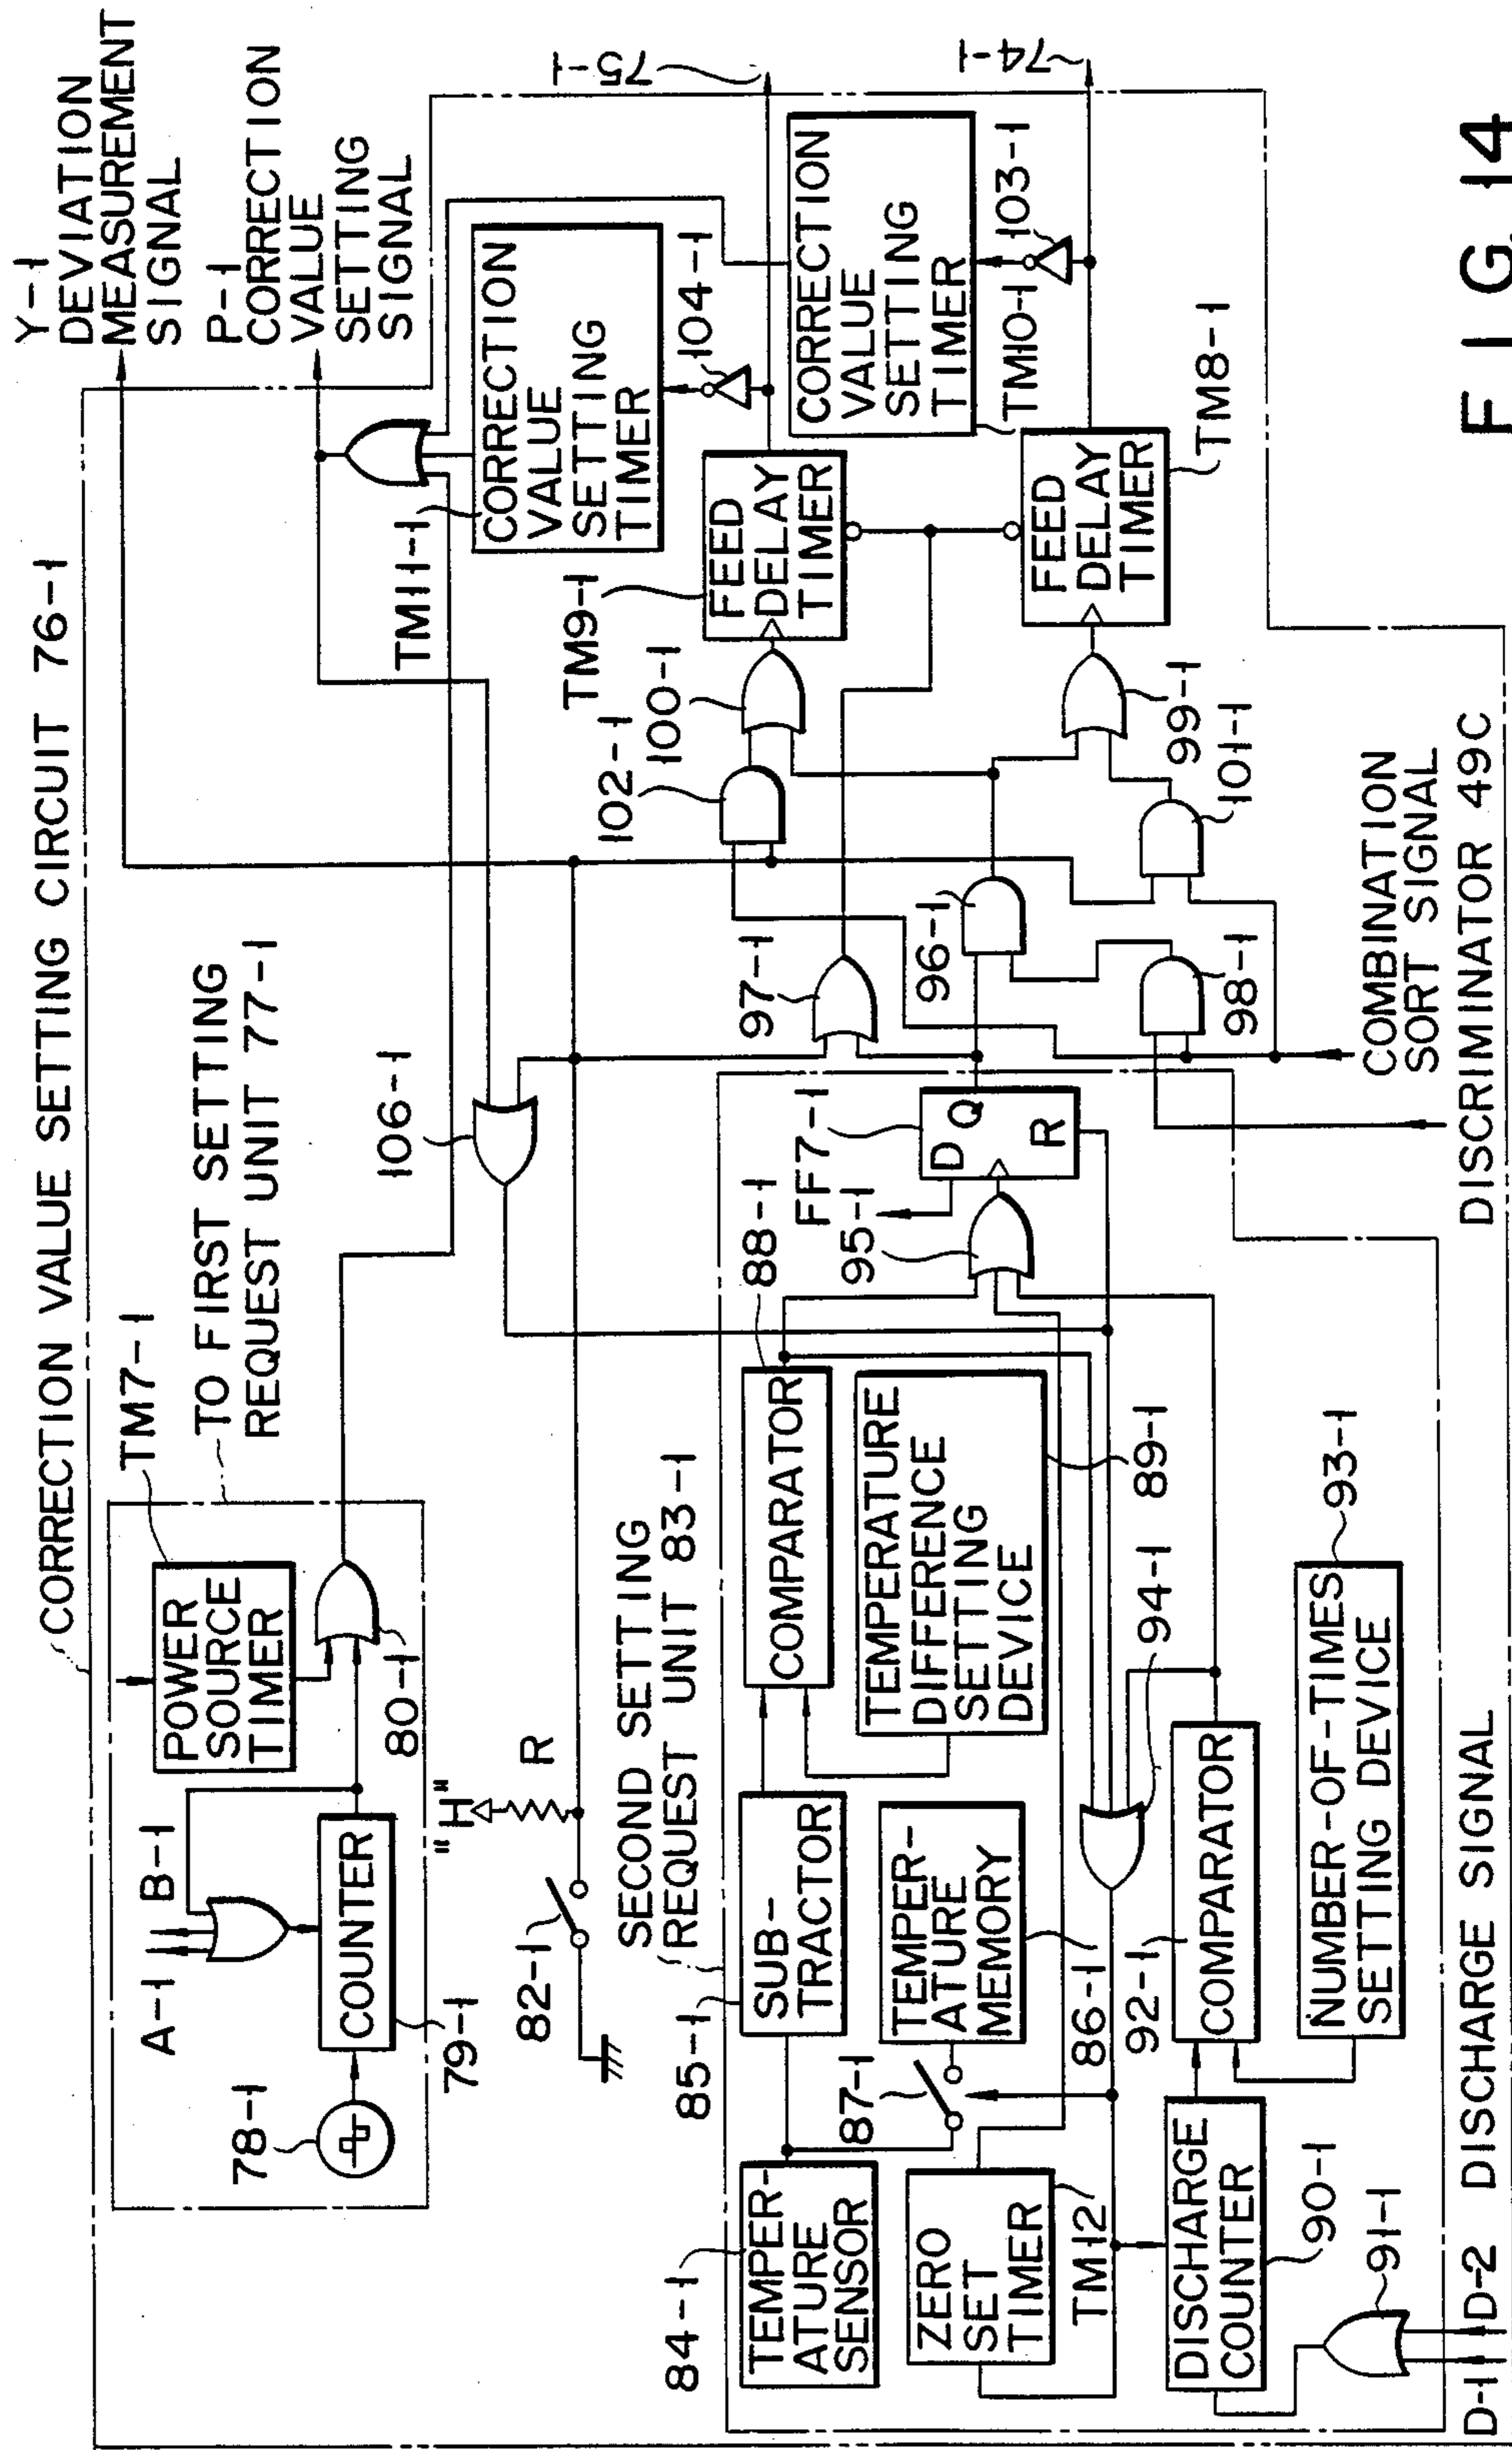 F I G. 14
CORRECTION VALUE SETTING CIRCUIT 76-1
Y-1
DEVIATION
MEASUREMENT
SIGNAL
P-1
CORRECTION
VALUE
SETTING
SIGNAL
TO FIRST SETTING
REQUEST UNIT 77-1
TM7-1
POWER
SOURCE
TIMER
A-1
B-1
COUNTER
78-1
79-1
80-1
"H"
R
82-1
106-1
TM11-1
CORRECTION
VALUE
SETTING
TIMER
104-1
75-1
SECOND SETTING
REQUEST UNIT 83-1
84-1
TEMPER-
ATURE
SENSOR
85-1
SUB-
TRACTOR
88-1
COMPARATOR
TEMPERATURE
DIFFERENCE
SETTING
DEVICE
89-1
TEMPER-
ATURE
MEMORY
86-1
87-1
ZERO
SET
TIMER
TM12
94-1
95-1
FF7-1
D
Q
R
97-1
96-1
98-1
102-1
100-1
99-1
101-1
TM9-1
FEED
DELAY
TIMER
CORRECTION
VALUE
SETTING
TIMER
TM10-1
103-1
74-1
FEED
DELAY
TIMER
TM8-1
92-1
COMPARATOR
NUMBER-OF-TIMES
SETTING DEVICE
93-1
DISCHARGE
COUNTER
90-1
91-1
D-1
D-2
DISCHARGE SIGNAL
DISCRIMINATOR 49C
COMBINATION
SORT SIGNAL